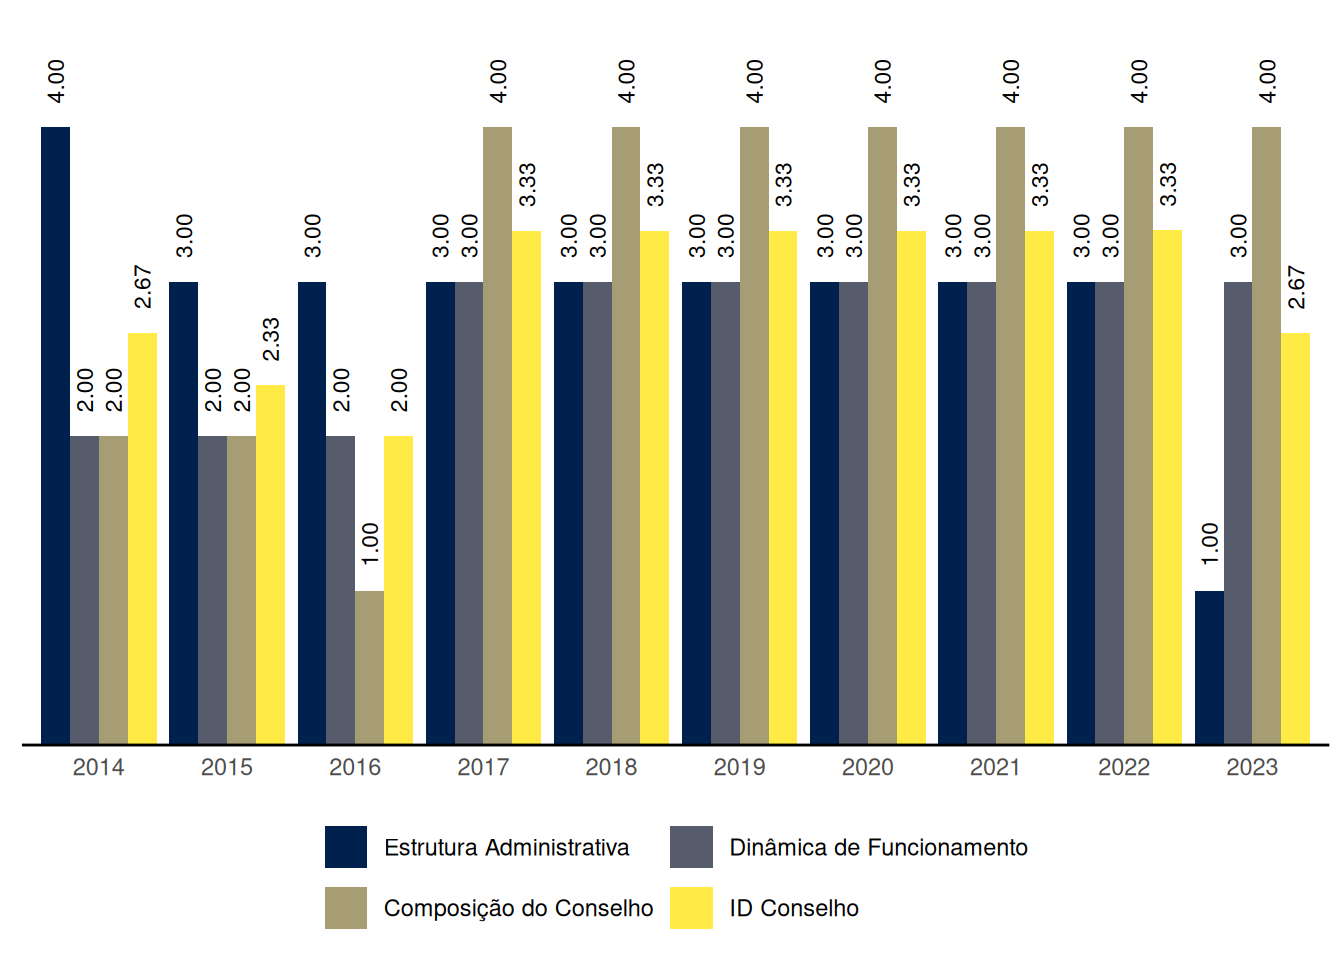 4.00 2.00 2.00 2.67 3.00 2.00 2.00 2.33 3.00 2.00 1.00 2.00 3.00 3.00 4.00 3.33 3.00 3.00 4.00 3.33 3.00 3.00 4.00 3.33 3.00 3.00 4.00 3.33 3.00 3.00 4.00 3.33 3.00 3.00 4.00 3.33 1.00 3.00 4.00 2.67
2014 2015 2016 2017 2018 2019 2020 2021 2022 2023
Estrutura Administrativa Dinâmica de Funcionamento
Composição do Conselho ID Conselho